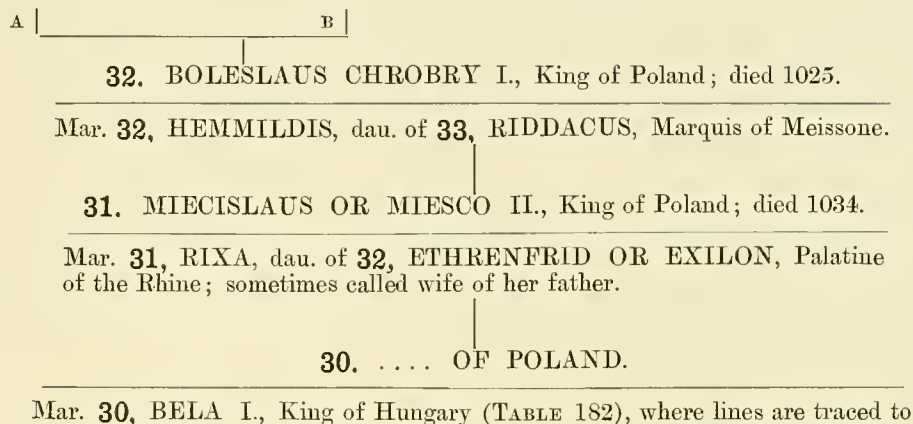 A B
32. BOLESLAUS CHROBRY I., King of Poland; died 1025.
Mar. 32, HEMMILDIS, dau. of 33, RIDDACUS, Marquis of Meissone.
31. MIECISLAUS OR MIESCO II., King of Poland; died 1034.
Mar. 31, RIXA, dau. of 32, ETHRENFRID OR EXILON, Palatine
of the Rhine; sometimes called wife of her father.
30. .... OF POLAND.
Mar. 30, BELA I., King of Hungary (TABLE 182), where lines are traced to